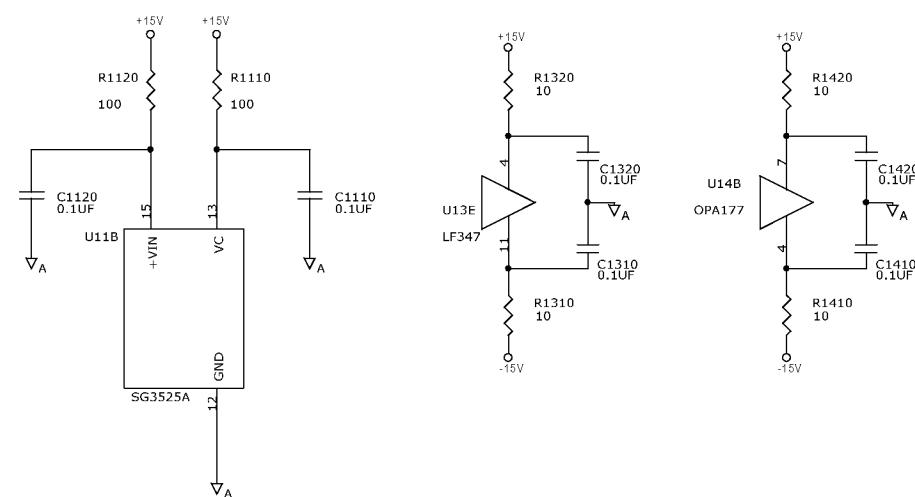 +15V
+15V
R1120
100
R1110
100
C1120
0.1UF
C1110
0.1UF
15
13
U11B
+VIN
VC
A
A
GND
SG3525A
12
A
+15V
R1320
10
4
C1320
0.1UF
U13E
LF347
A
11
C1310
0.1UF
R1310
10
-15V
+15V
R1420
10
7
C1420
0.1UF
U14B
OPA177
A
4
C1410
0.1UF
R1410
10
-15V